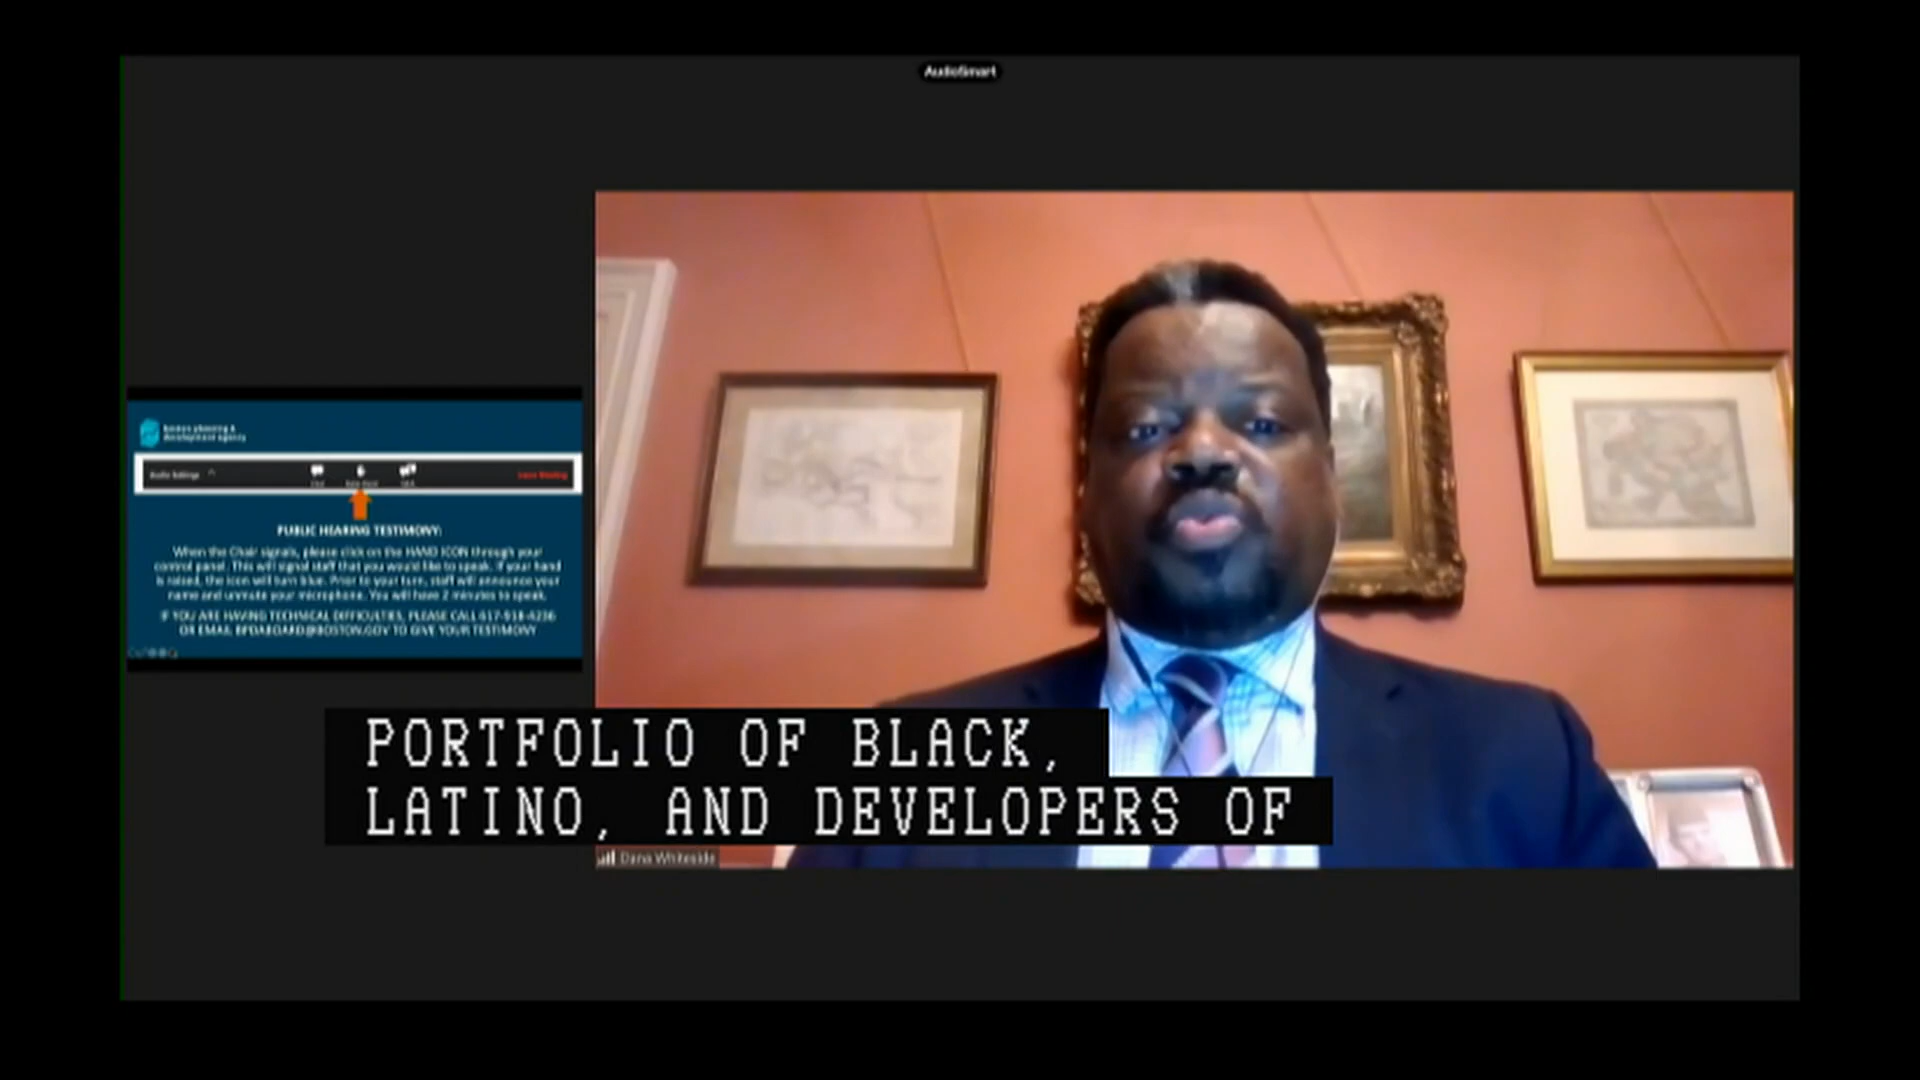 AudioSmart
boston planning &
development agency
Audio Settings
Leave Meeting
PUBLIC HEARING TESTIMONY:
When the Chair signals, please click on the HAND ICON through your
control panel. This will signal staff that you would like to speak. If your hand
is raised, the icon will turn blue. Prior to your turn, staff will announce your
name and unmute your microphone. You will have 2 minutes to speak.
IF YOU ARE HAVING TECHNICAL DIFFICULTIES, PLEASE CALL 617-918-4236
OR EMAIL BPDABOARD@BOSTON.GOV TO GIVE YOUR TESTIMONY
PORTFOLIO OF BLACK,
LATINO, AND DEVELOPERS OF
Dana Whiteside